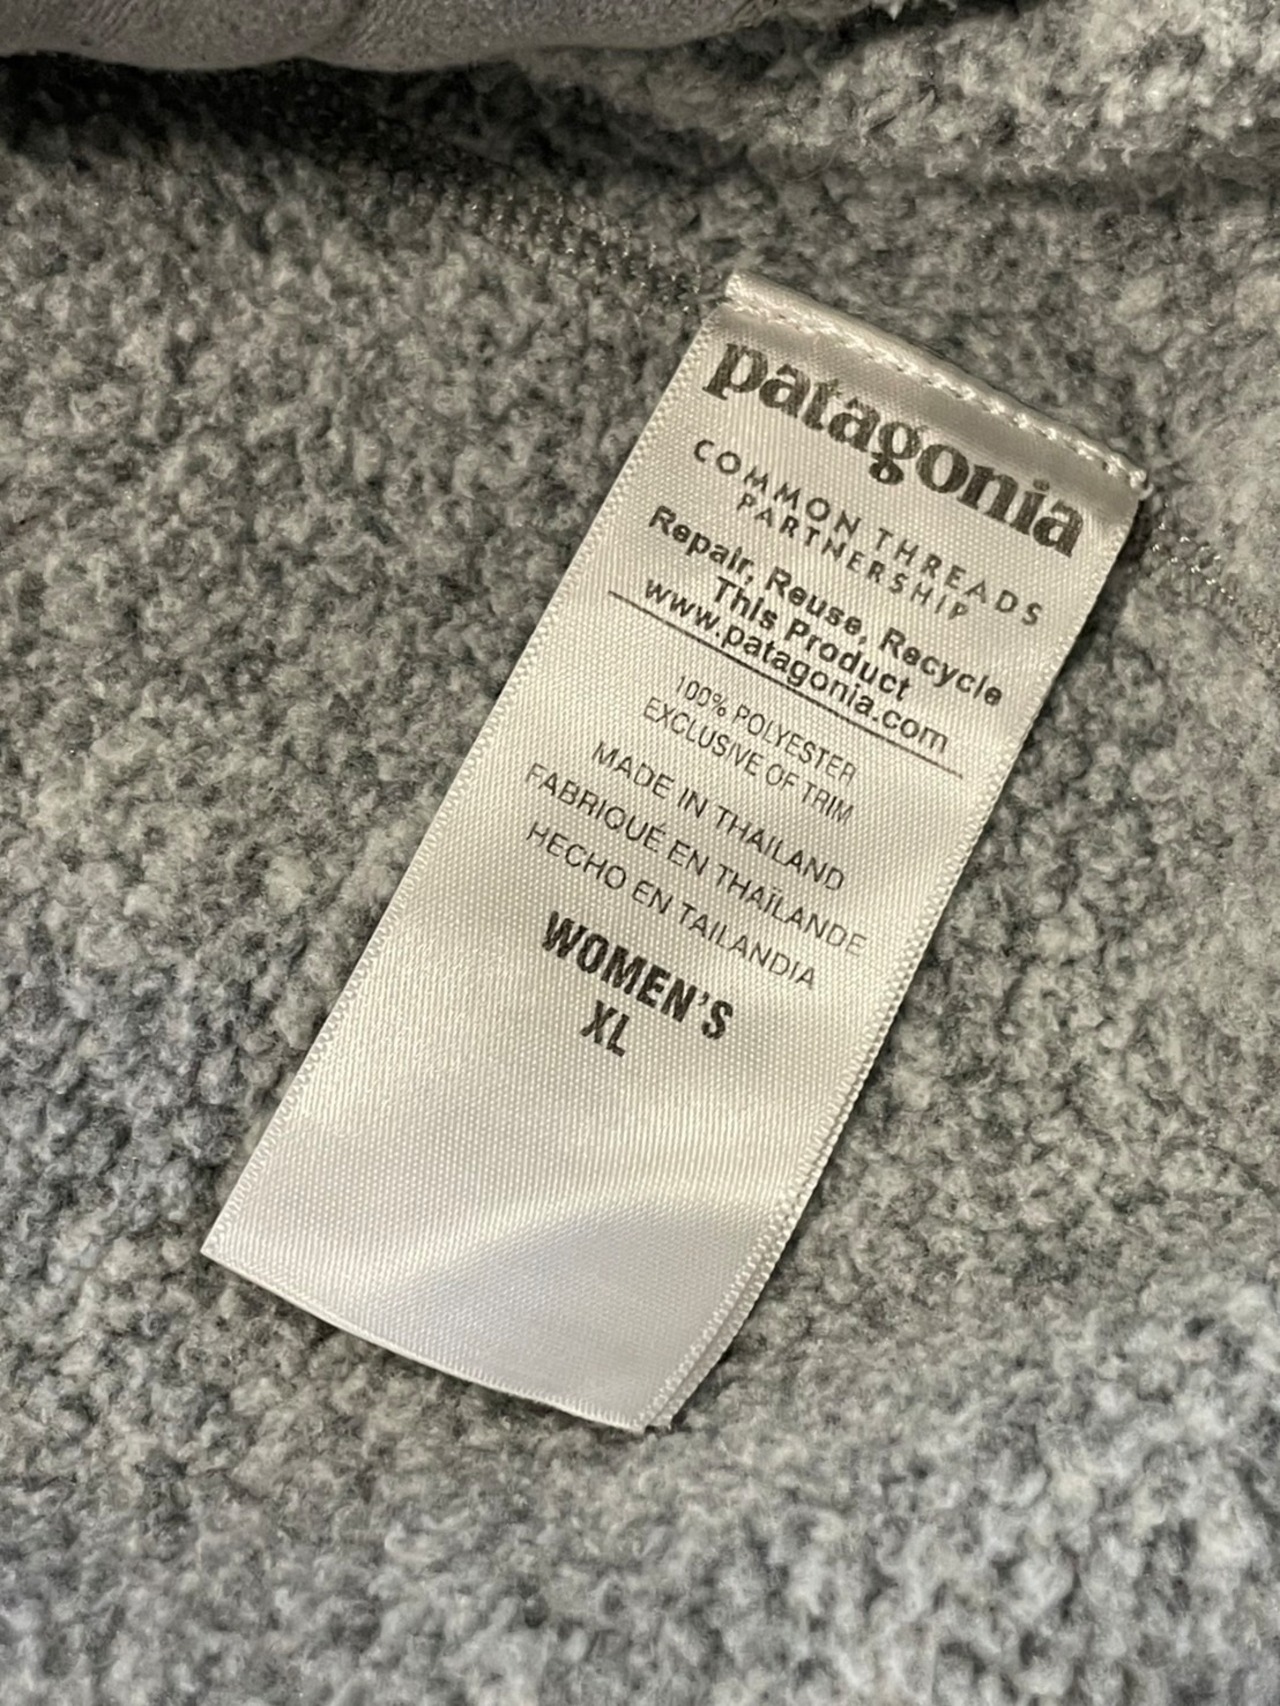 patagonia
COMMON THREADS
PARTNERSHIP
Repair, Reuse, Recycle
This Product
www.patagonia.com
100% POLYESTER
EXCLUSIVE OF TRIM
MADE IN THAILAND
FABRIQUÉ EN THAÏLANDE
HECHO EN TAILANDIA
WOMEN'S
XL